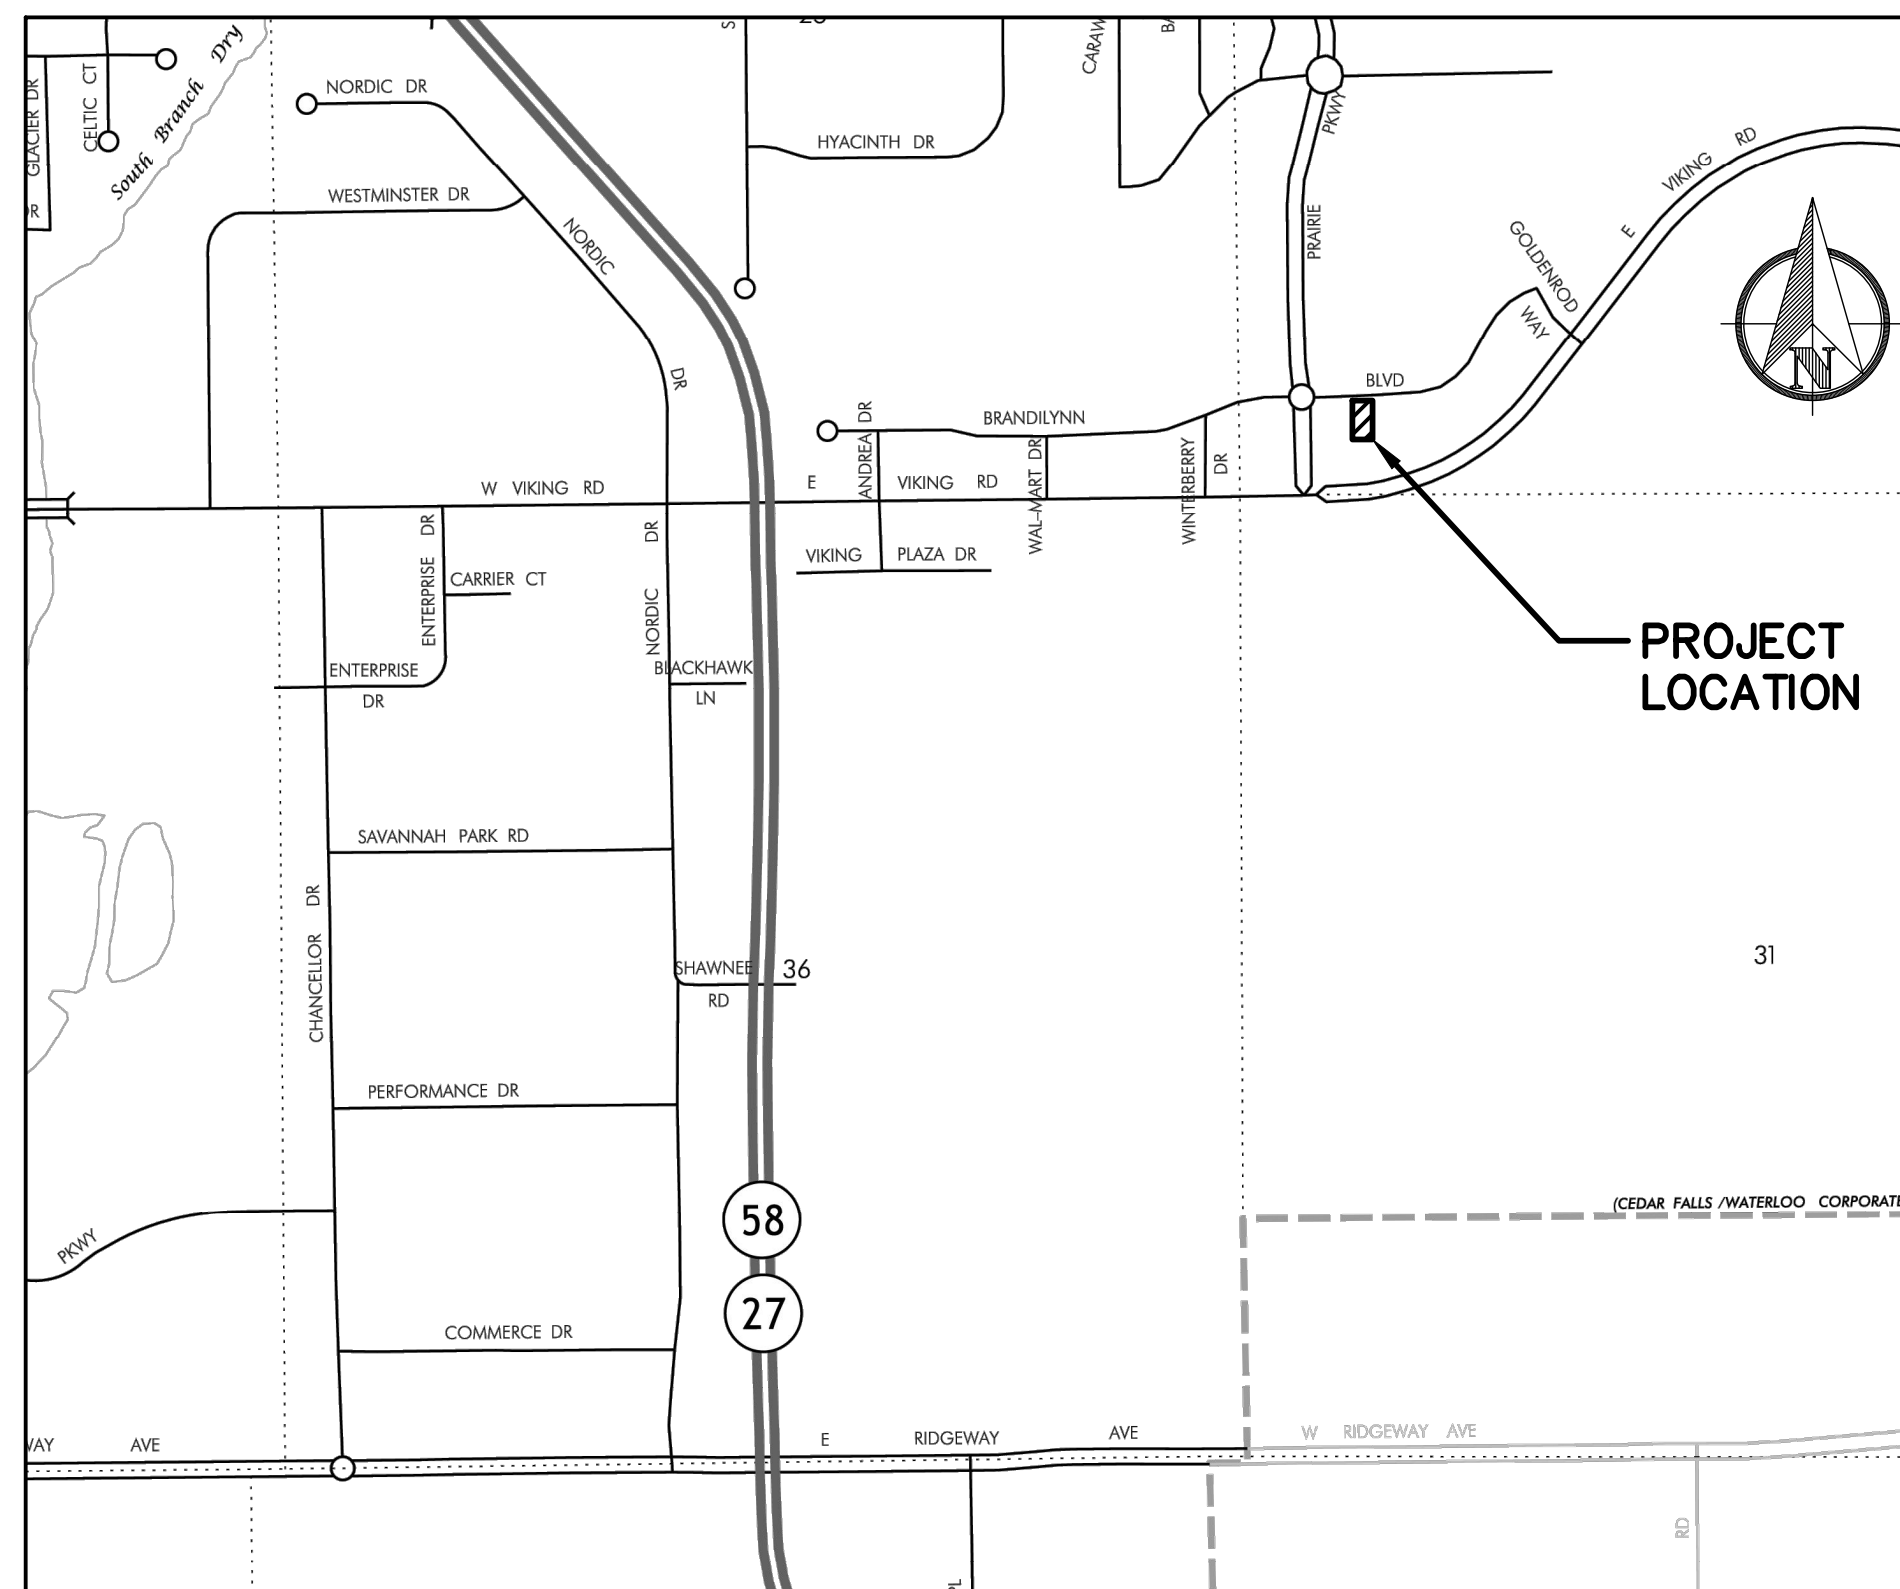 South Branch Dry
CELTIC CT
GLACIER DR
DR
NORDIC DR
WESTMINSTER DR
NORDIC
DR
HYACINTH DR
PKWY
PRAIRIE
VIKING RD
E
GOLDENROD
WAY
N
BLVD
BRANDILYNN
ANDREA DR
WAL-MART DR
WINTERBERRY
DR
W VIKING RD
E VIKING RD
VIKING PLAZA DR
ENTERPRISE DR
CARRIER CT
NORDIC DR
ENTERPRISE
DR
BLACKHAWK
LN
PROJECT
LOCATION
SAVANNAH PARK RD
CHANCELLOR DR
SHAWNEE
RD
36
31
PERFORMANCE DR
58
27
PKWY
(CEDAR FALLS / WATERLOO CORPORATE
COMMERCE DR
AVE
E RIDGEWAY AVE
W RIDGEWAY AVE
RD
PL